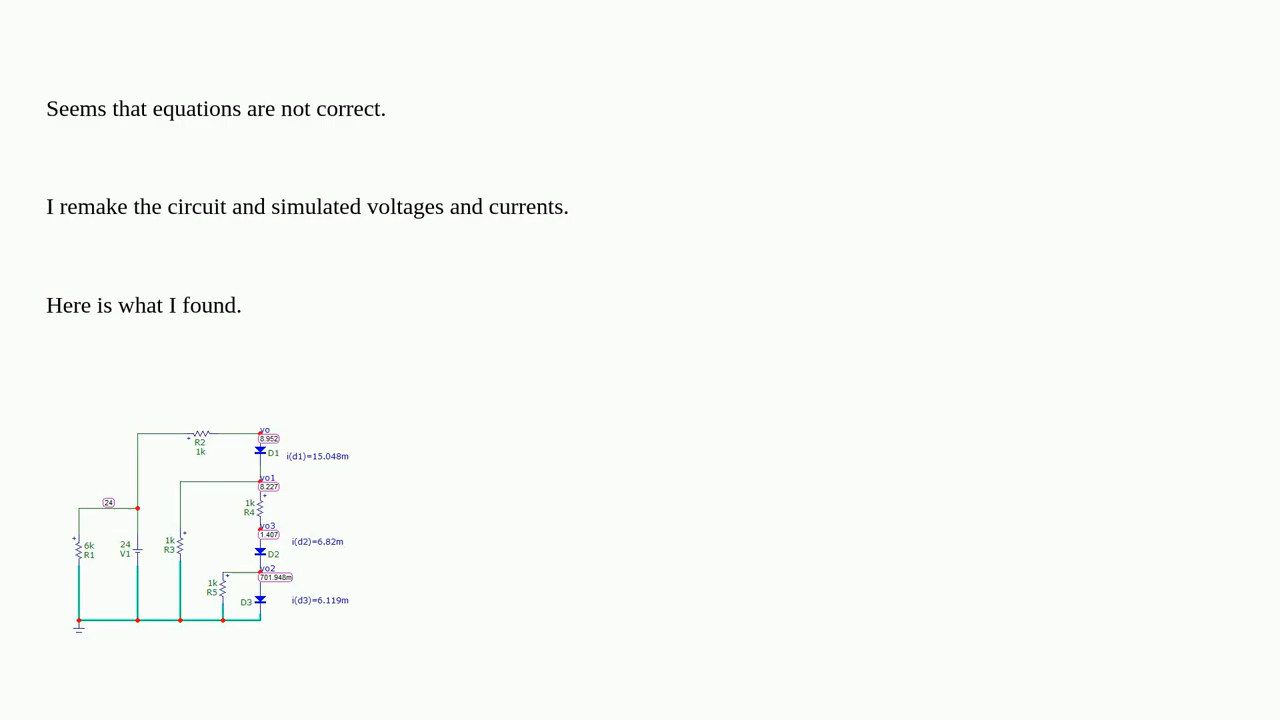 Seems that equations are not correct.
I remake the circuit and simulated voltages and currents.
Here is what I found.
vo
8.952
R2
1k
D1
i(d1)=15.048m
vo1
8.227
24
1k
R4
vo3
1.407
6k
R1
24
V1
1k
R3
i(d2)=6.82m
D2
vo2
701.948m
1k
R5
D3
i(d3)=6.119m